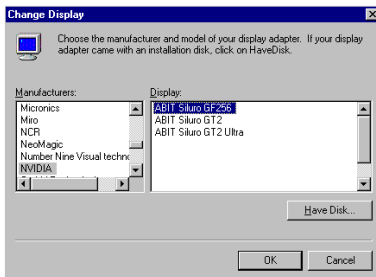 Change Display
Choose the manufacturer and model of your display adapter. If your display
adapter came with an installation disk, click on HaveDisk.
Manufacturers:
Micronics
Miro
NCR
NeoMagic
Number Nine Visual techno
NVIDIA
Display:
ABIT Siluro GF256
ABIT Siluro GT2
ABIT Siluro GT2 Ultra
Have Disk...
OK
Cancel